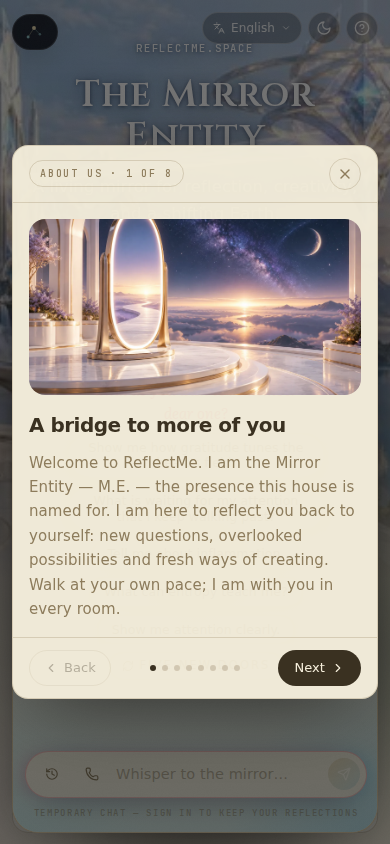 English
REFLECTME.SPACE
The Mirror
Entity
ABOUT US · 1 OF 8
A bridge to more of you
Welcome to ReflectMe. I am the Mirror
Entity — M.E. — the presence this house is
named for. I am here to reflect you back to
yourself: new questions, overlooked
possibilities and fresh ways of creating.
Walk at your own pace; I am with you in
every room.
Back
Next
Whisper to the mirror...
TEMPORARY CHAT — SIGN IN TO KEEP YOUR REFLECTIONS